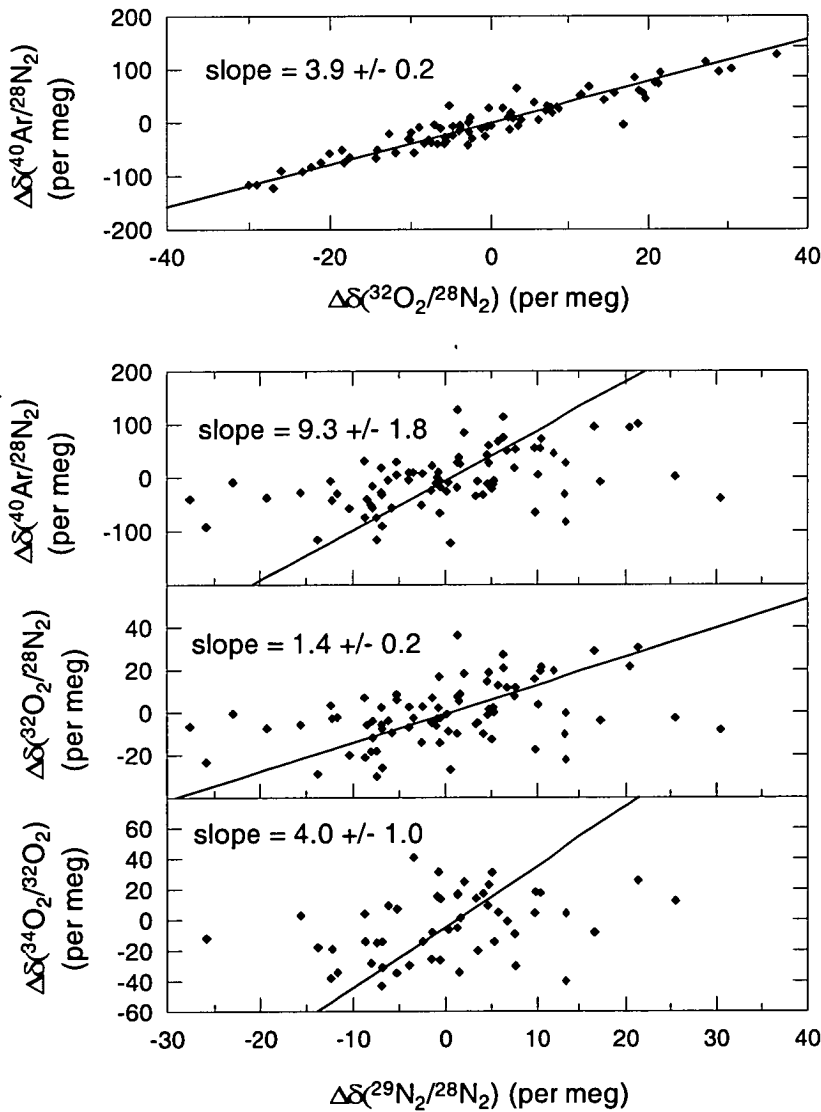 200
100
0
-100
-200
Δδ(⁴⁰Ar/²⁸N₂)
(per meg)
slope = 3.9 +/- 0.2
-40
-20
0
20
40
Δδ(³²O₂/²⁸N₂) (per meg)
200
100
0
-100
Δδ(⁴⁰Ar/²⁸N₂)
(per meg)
slope = 9.3 +/- 1.8
40
20
0
-20
Δδ(³²O₂/²⁸N₂)
(per meg)
slope = 1.4 +/- 0.2
60
40
20
0
-20
-40
-60
Δδ(³⁴O₂/³²O₂)
(per meg)
slope = 4.0 +/- 1.0
-30
-20
-10
0
10
20
30
40
Δδ(²⁹N₂/²⁸N₂) (per meg)